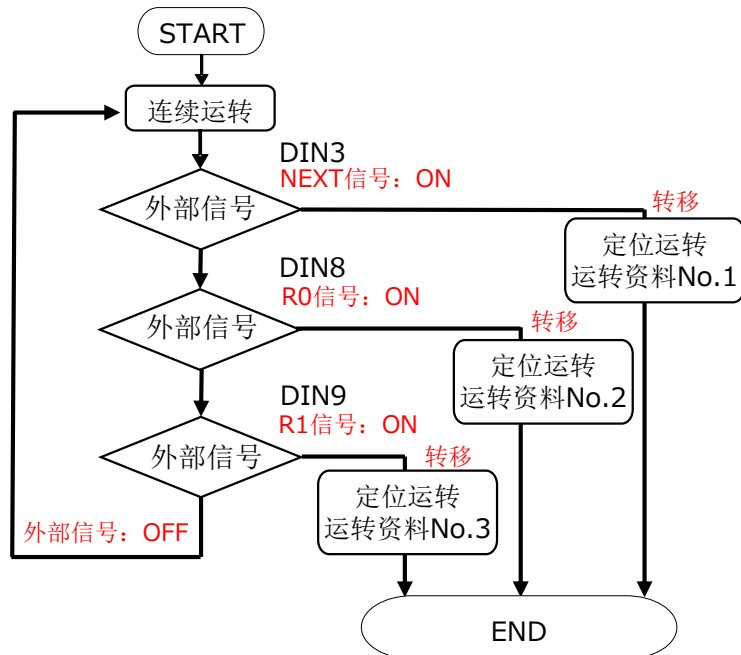 START
连续运转
DIN3
NEXT信号：ON
外部信号
转移
定位运转
运转资料No.1
DIN8
R0信号：ON
外部信号
转移
定位运转
运转资料No.2
DIN9
R1信号：ON
外部信号
转移
定位运转
运转资料No.3
外部信号：OFF
END